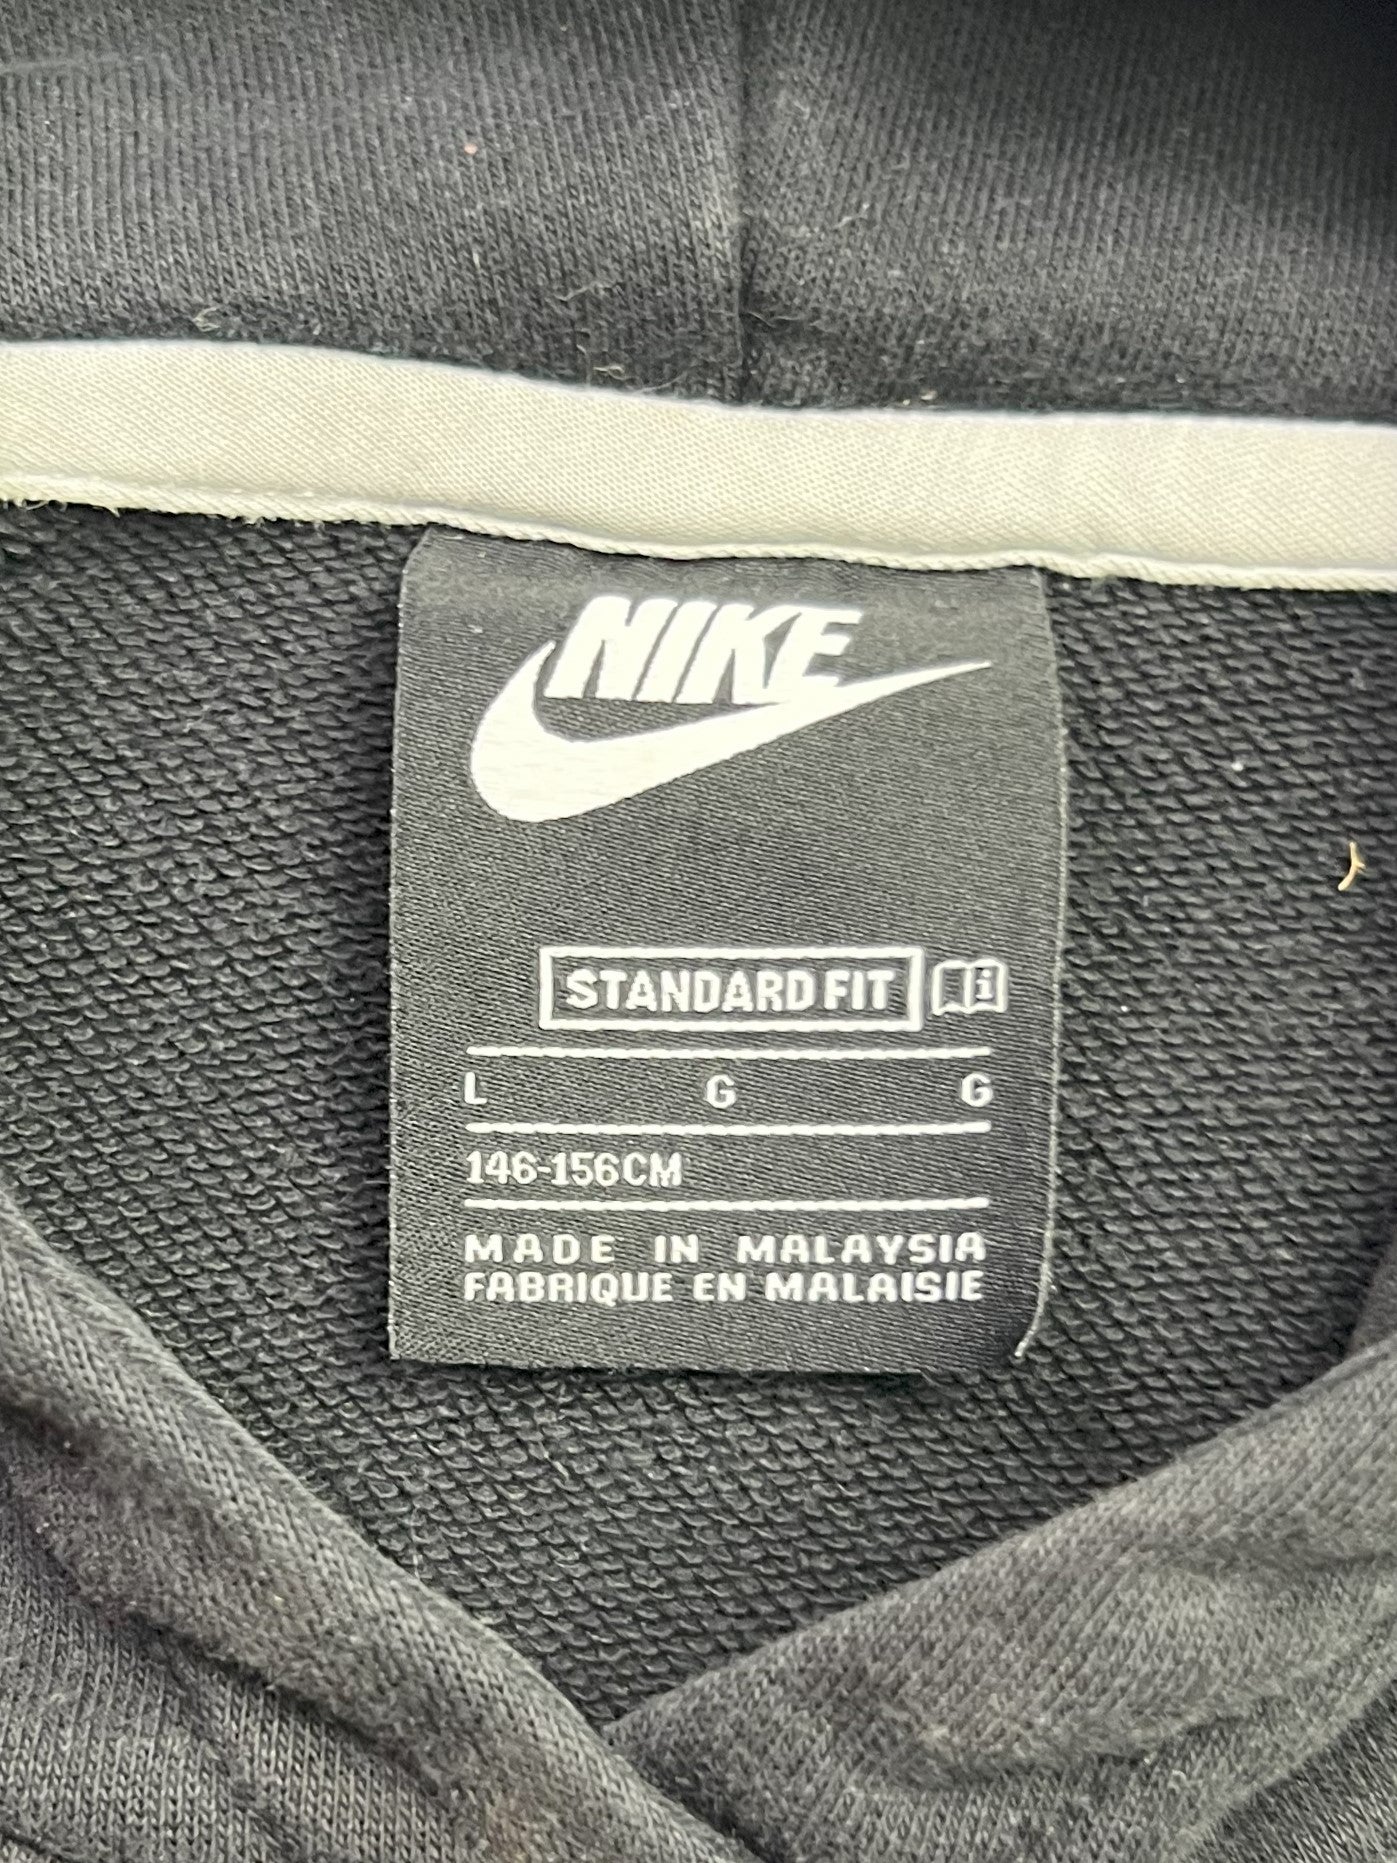 NIKE
STANDARD FIT
L G G
146-156CM
MADE IN MALAYSIA
FABRIQUE EN MALAISIE